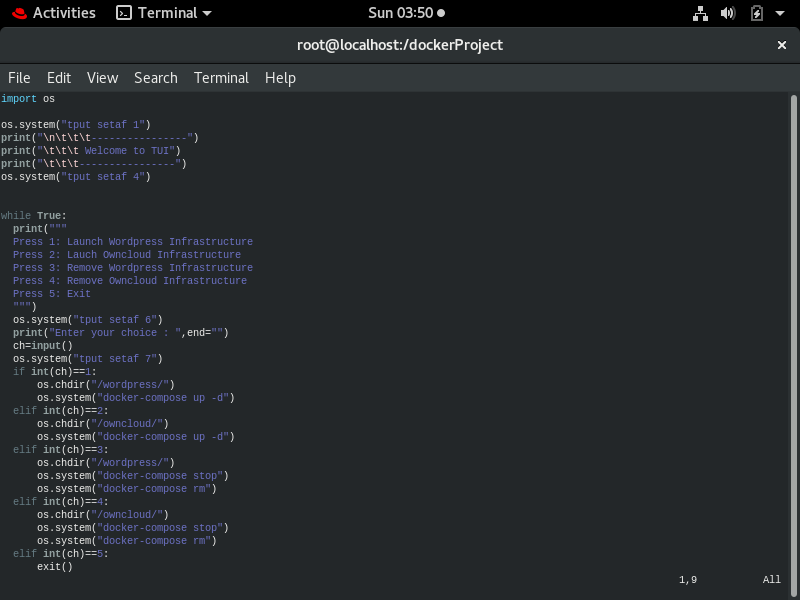 Activities Terminal Sun 03:50
root@localhost:/dockerProject ×
File Edit View Search Terminal Help
import os

os.system("tput setaf 1")
print("\n\t\t\t----------------")
print("\t\t\t Welcome to TUI")
print("\t\t\t----------------")
os.system("tput setaf 4")


while True:
  print("""
  Press 1: Launch Wordpress Infrastructure
  Press 2: Lauch Owncloud Infrastructure
  Press 3: Remove Wordpress Infrastructure
  Press 4: Remove Owncloud Infrastructure
  Press 5: Exit
  """)
  os.system("tput setaf 6")
  print("Enter your choice : ",end="")
  ch=input()
  os.system("tput setaf 7")
  if int(ch)==1:
      os.chdir("/wordpress/")
      os.system("docker-compose up -d")
  elif int(ch)==2:
      os.chdir("/owncloud/")
      os.system("docker-compose up -d")
  elif int(ch)==3:
      os.chdir("/wordpress/")
      os.system("docker-compose stop")
      os.system("docker-compose rm")
  elif int(ch)==4:
      os.chdir("/owncloud/")
      os.system("docker-compose stop")
      os.system("docker-compose rm")
  elif int(ch)==5:
      exit()
1,9 All